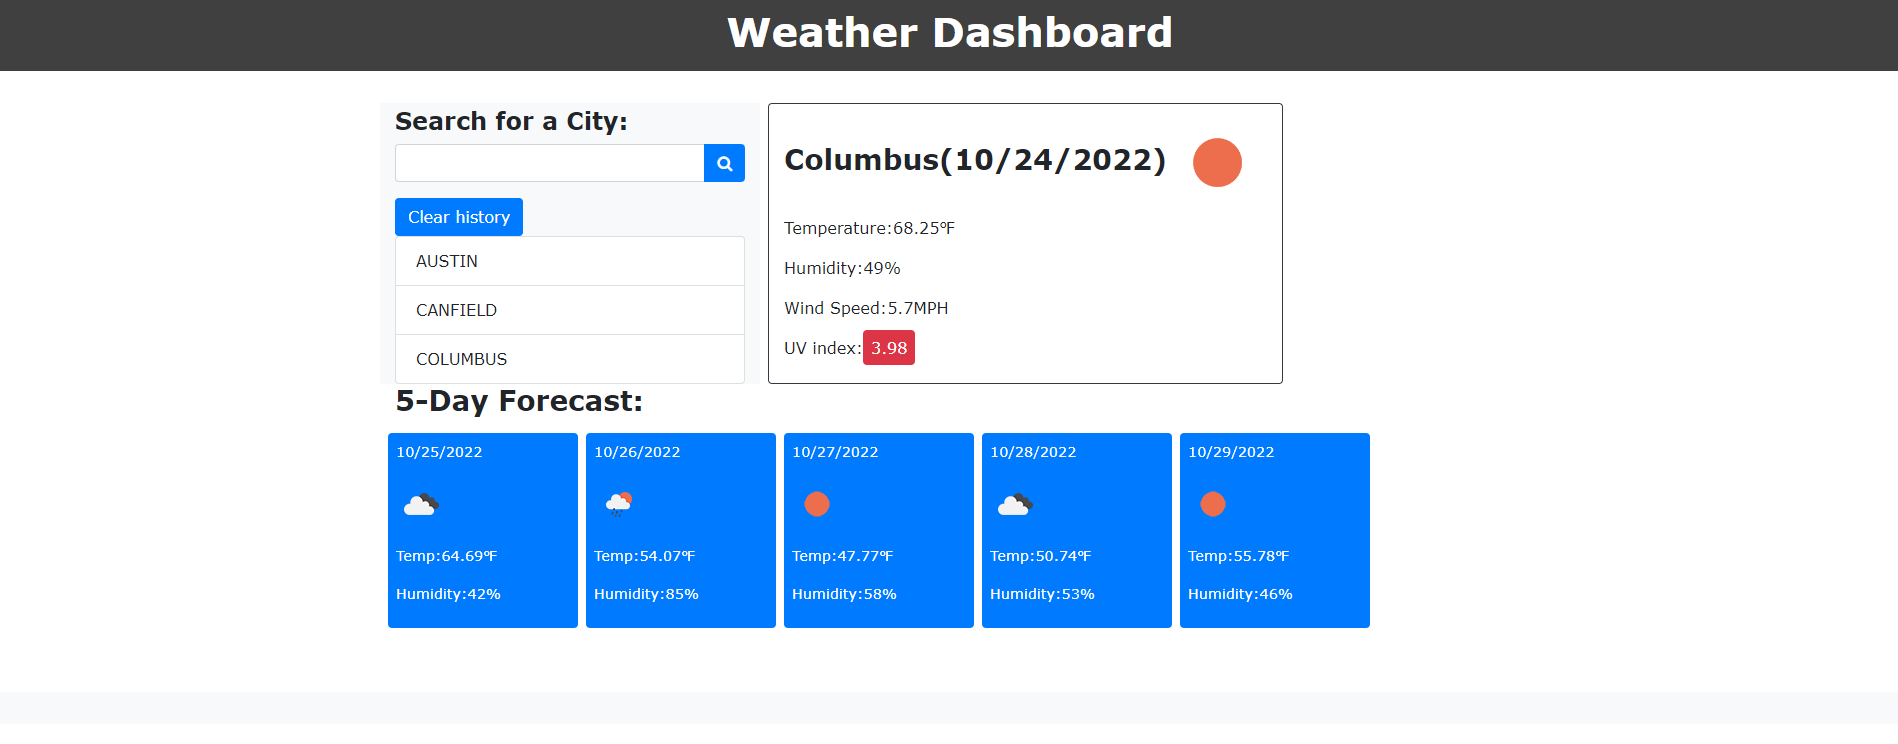 Weather Dashboard
Search for a City:
Clear history
AUSTIN
CANFIELD
COLUMBUS
Columbus(10/24/2022)
Temperature:68.25℉
Humidity:49%
Wind Speed:5.7MPH
UV index:3.98
5-Day Forecast:
10/25/2022
Temp:64.69℉
Humidity:42%
10/26/2022
Temp:54.07℉
Humidity:85%
10/27/2022
Temp:47.77℉
Humidity:58%
10/28/2022
Temp:50.74℉
Humidity:53%
10/29/2022
Temp:55.78℉
Humidity:46%